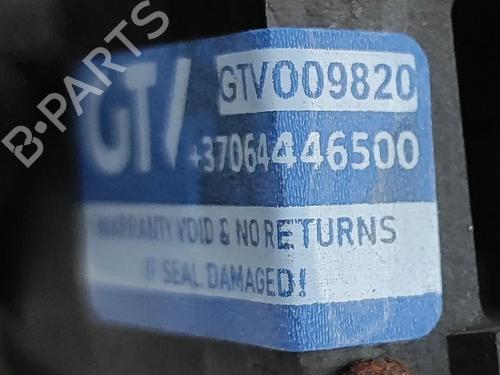 GTV
GTV009820
+37064446500
WARRANTY VOID & NO RETURNS
IF SEAL DAMAGED!
B-PARTS